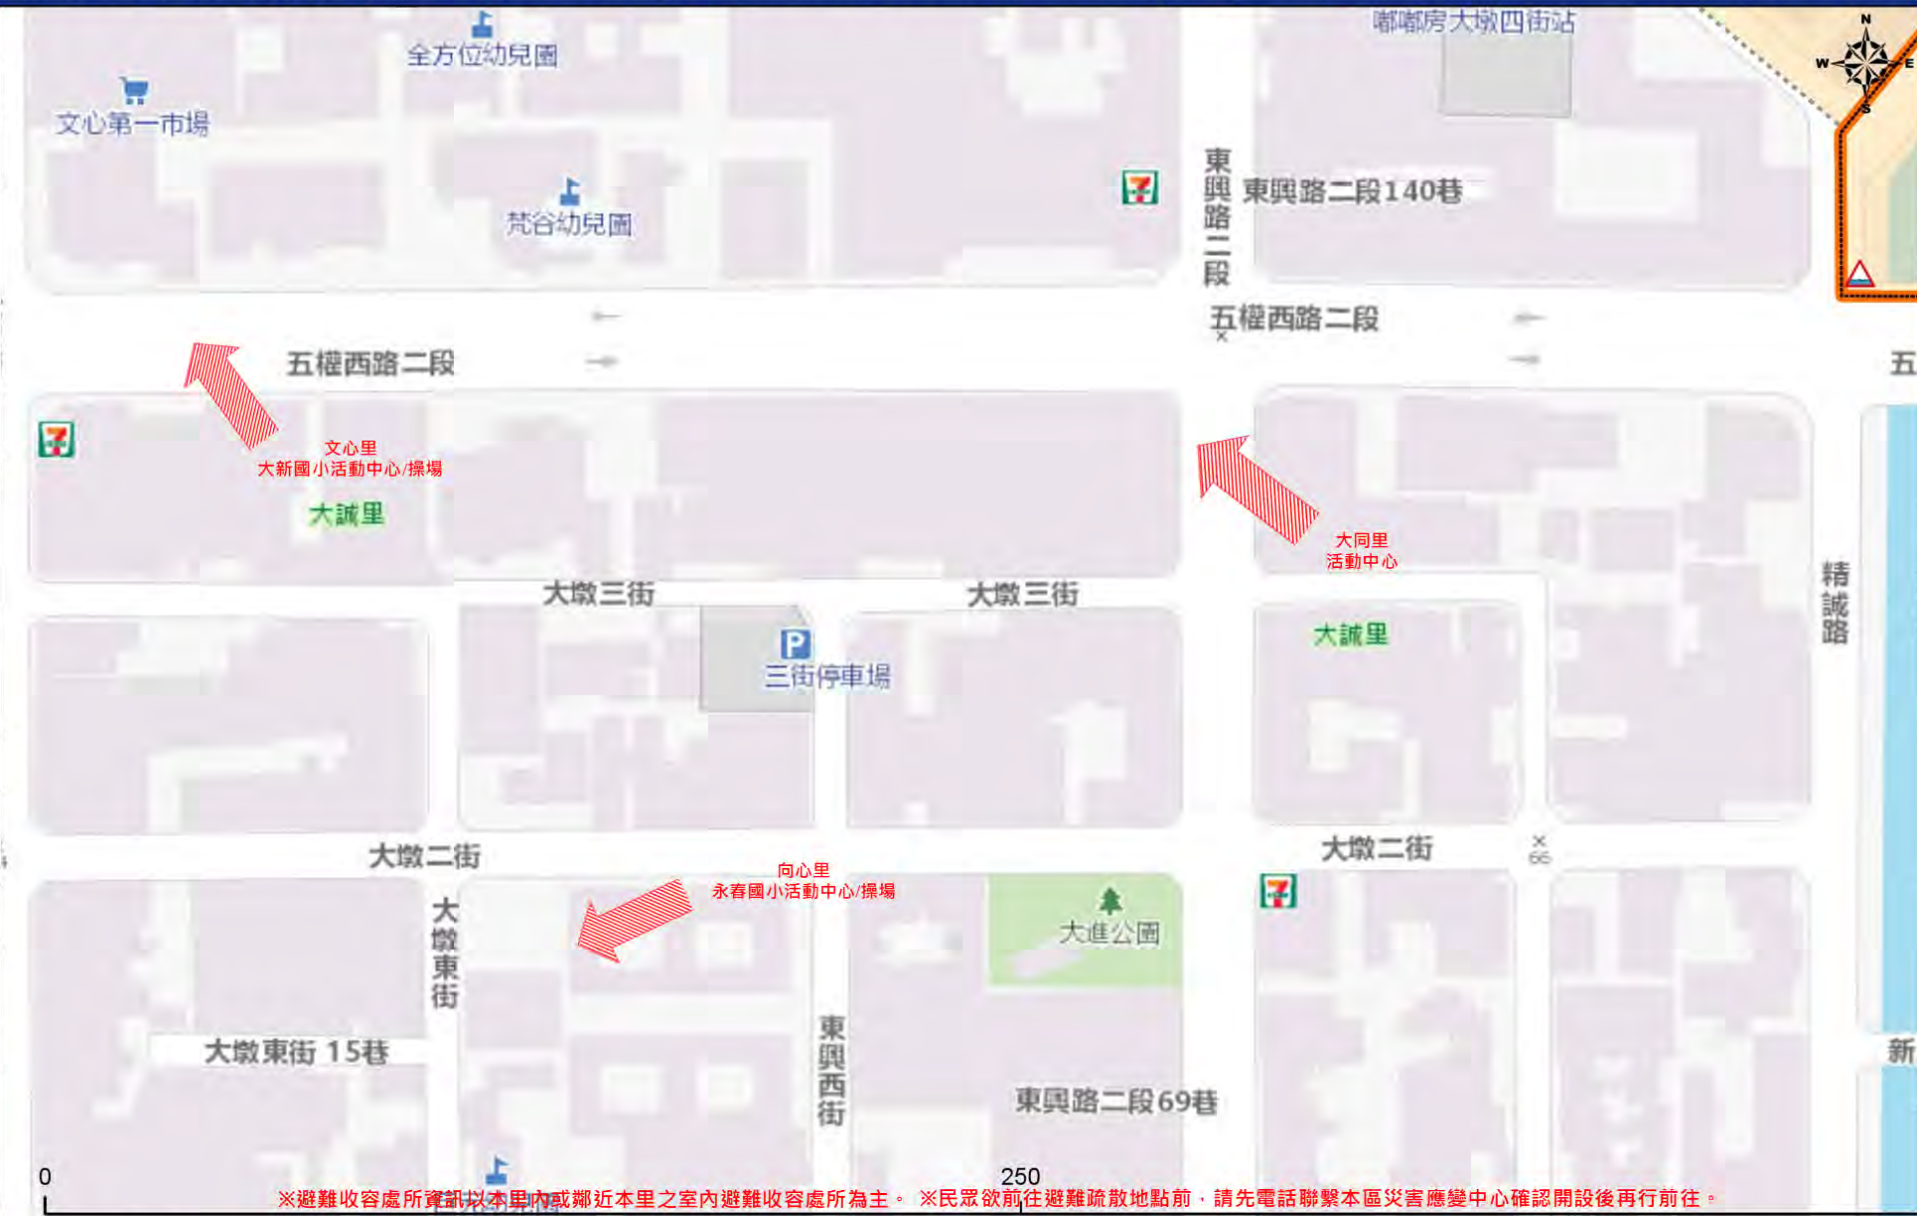 嘟嘟房大墩四街站
全方位幼兒園
文心第一市場
梵谷幼兒園
N
W
E
S
7
東興路二段
東興路二段140巷
五權西路二段
×
五權西路二段
五
7
文心里
大新國小活動中心/操場
大誠里
大同里
活動中心
大墩三街
大墩三街
精誠路
大誠里
P
三街停車場
大墩二街
大墩二街
×
66
向心里
永春國小活動中心/操場
7
大墩東街
大進公園
東興西街
大墩東街 15巷
新
東興路二段69巷
0
250
※避難收容處所資訊以本里內或鄰近本里之室內避難收容處所為主。 ※民眾欲前往避難疏散地點前,請先電話聯繫本區災害應變中心確認開設後再行前往。